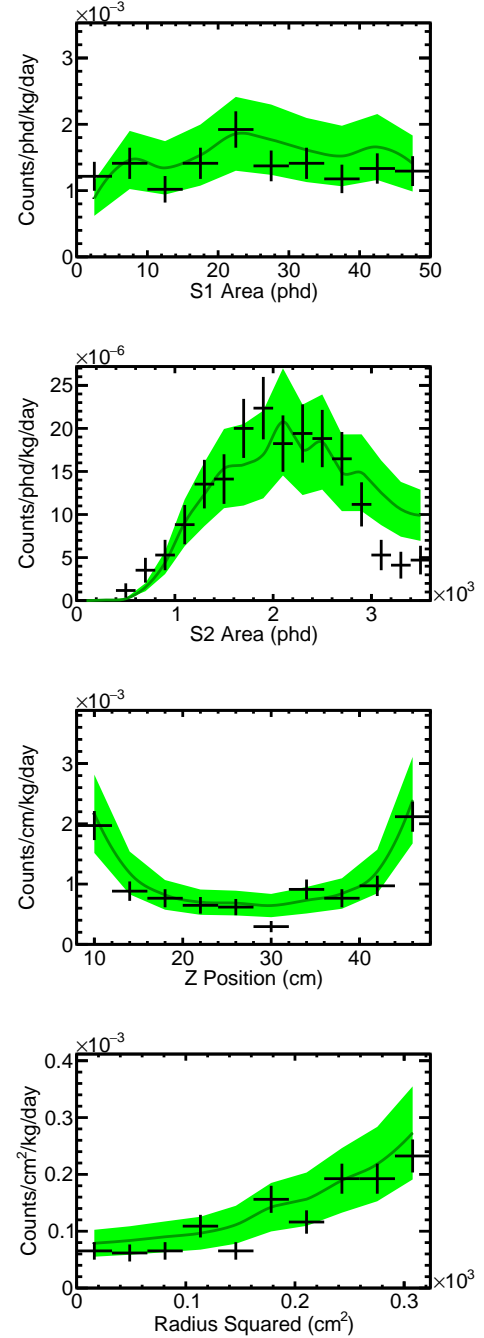 ×10⁻³
Counts/phd/kg/day
3
2
1
0
0 10 20 30 40 50
S1 Area (phd)
×10⁻⁶
Counts/phd/kg/day
25
20
15
10
5
0
0 1 2 3
×10³
S2 Area (phd)
×10⁻³
Counts/cm/kg/day
3
2
1
0
10 20 30 40
Z Position (cm)
×10⁻³
Counts/cm²/kg/day
0.4
0.3
0.2
0.1
0
0 0.1 0.2 0.3
×10³
Radius Squared (cm²)